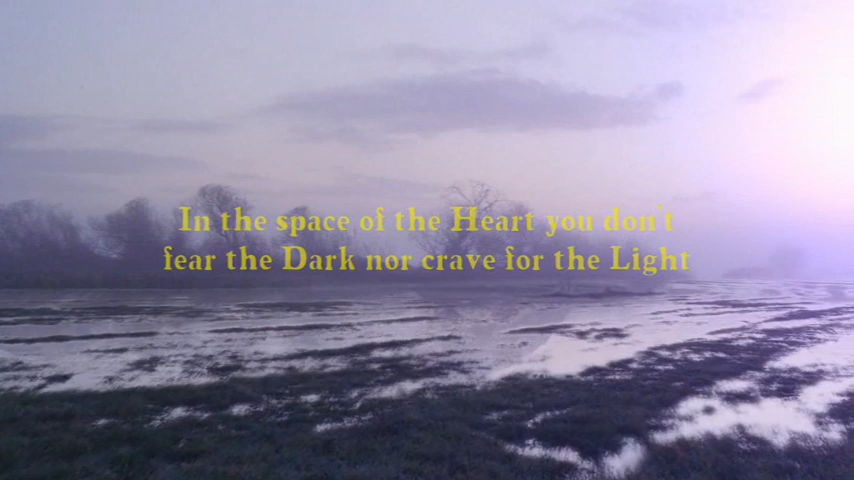 In the space of the Heart you don't
fear the Dark nor crave for the Light